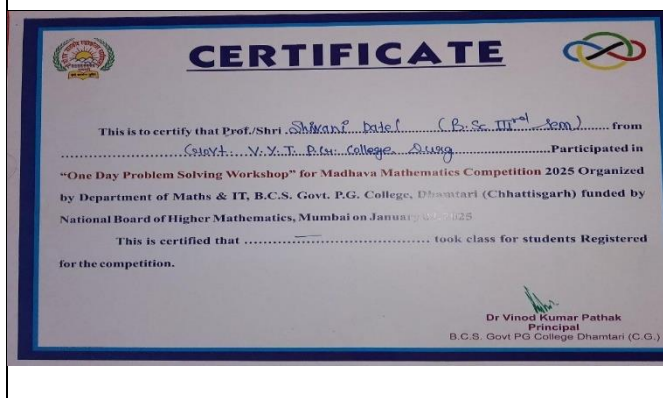 CERTIFICATE
This is to certify that Prof./Shri .Shivani Patel (B.Sc IIIrd Sem)...... from
.................... Govt. V.Y.T. P.G. College, Durg ....................Participated in
“One Day Problem Solving Workshop” for Madhava Mathematics Competition 2025 Organized
by Department of Maths & IT, B.C.S. Govt. P.G. College, Dhamtari (Chhattisgarh) funded by
National Board of Higher Mathematics, Mumbai on January 2025
This is certified that .................................... took class for students Registered
for the competition.
Dr Vinod Kumar Pathak
Principal
B.C.S. Govt PG College Dhamtari (C.G.)